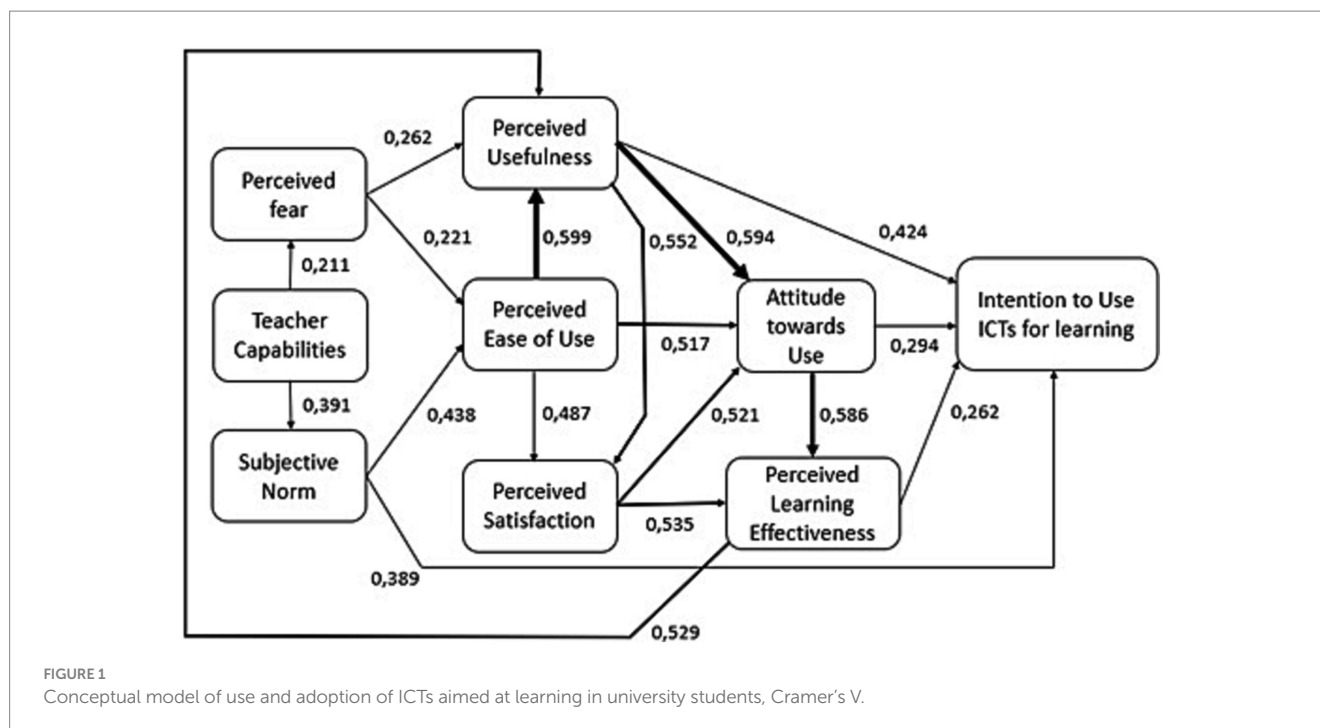 0,262
Perceived
Usefulness
Perceived
fear
0,221
0,599
0,552
0,594
0,424
0,211
Teacher
Capabilities
Perceived
Ease of Use
0,517
Attitude
towards
Use
0,294
Intention to Use
ICTs for learning
0,391
0,438
0,487
0,521
0,586
0,262
Subjective
Norm
Perceived
Satisfaction
0,535
Perceived
Learning
Effectiveness
0,389
0,529
FIGURE 1
Conceptual model of use and adoption of ICTs aimed at learning in university students, Cramer's V.